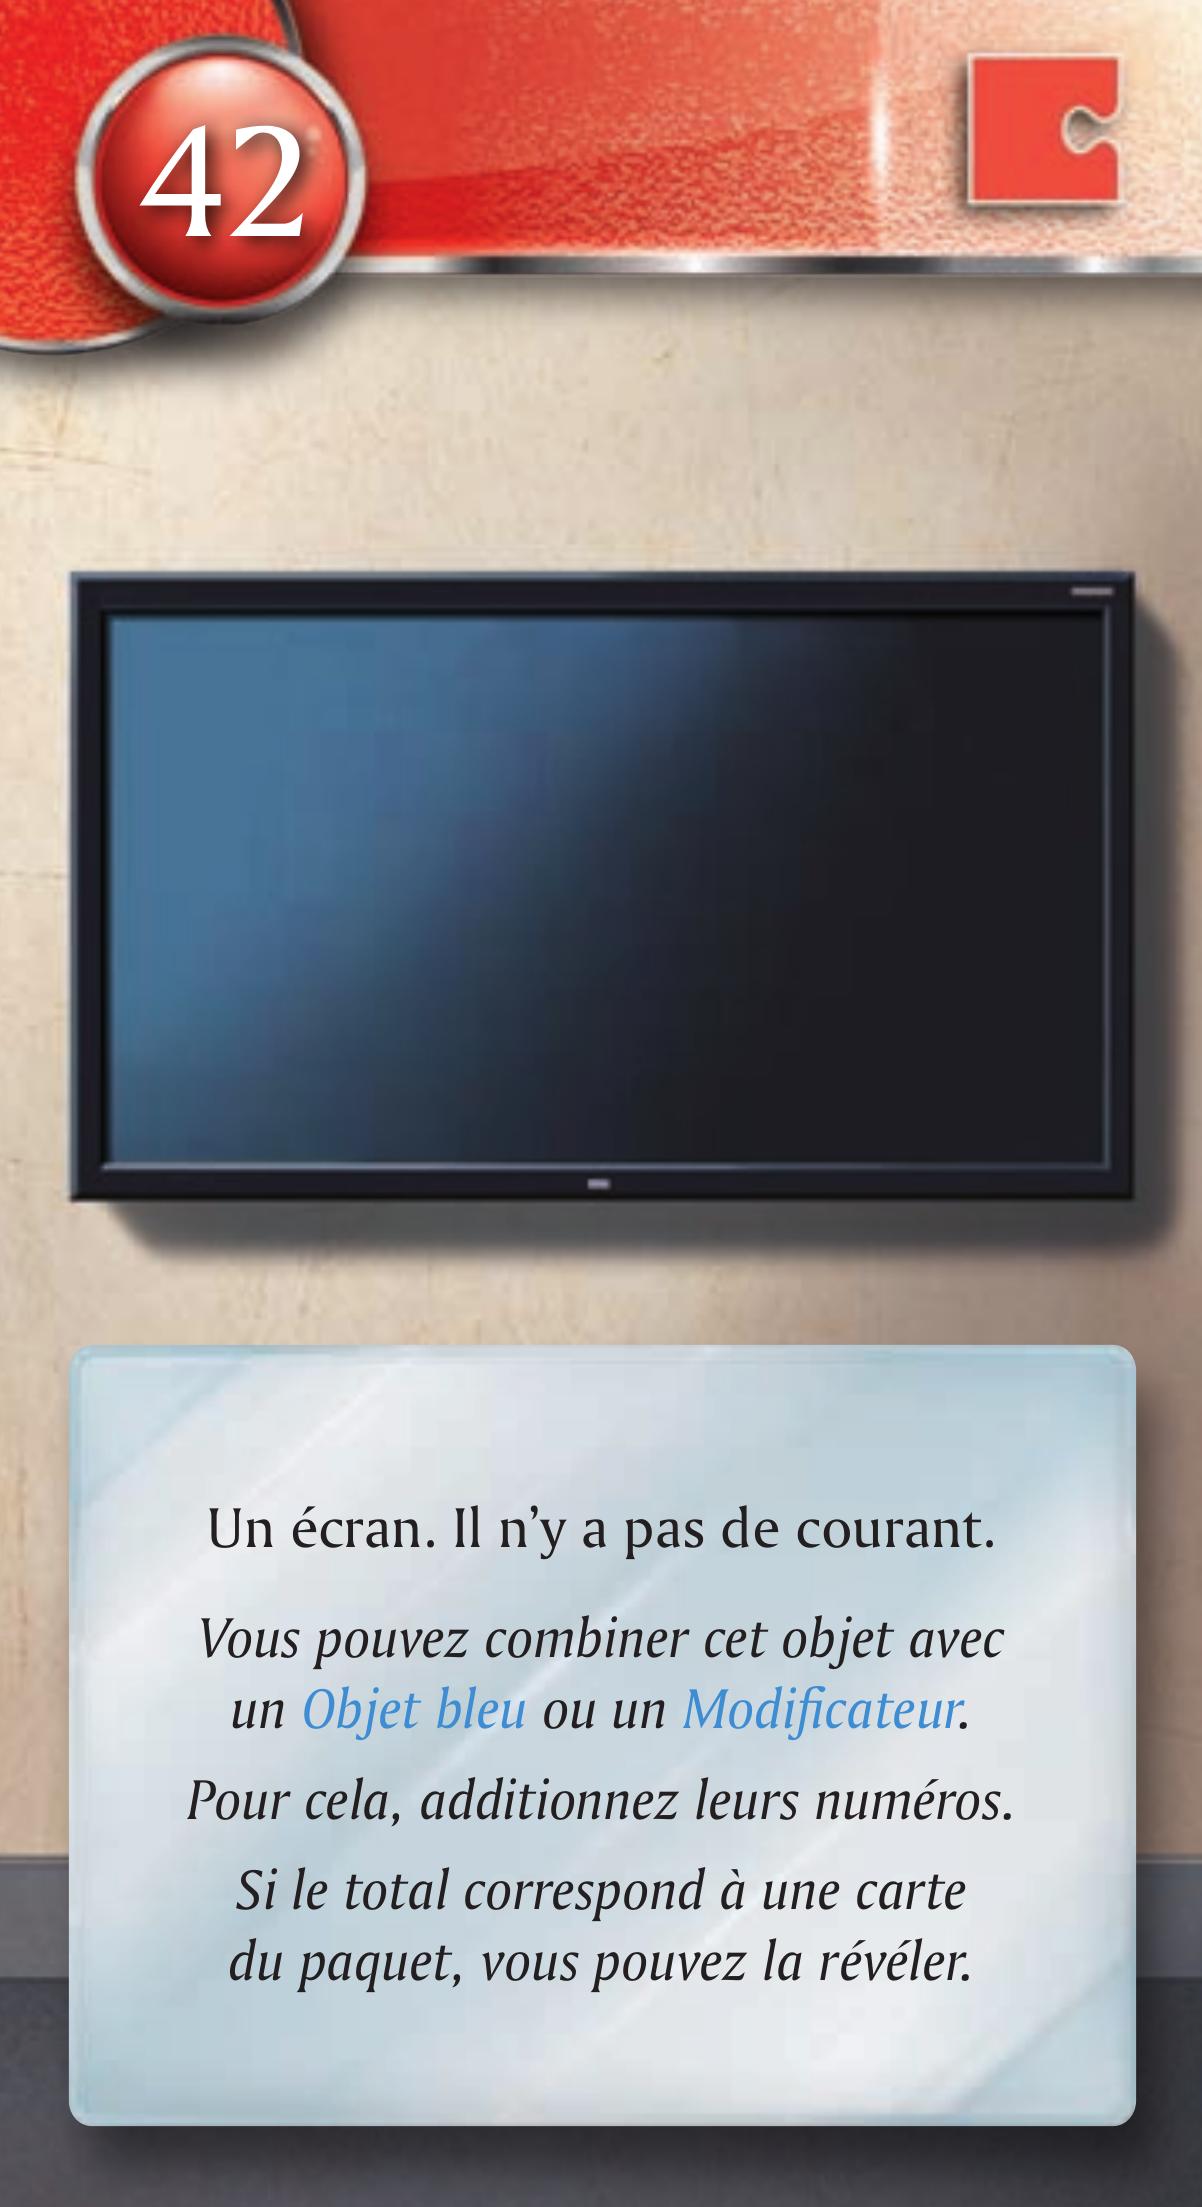 42
Un écran. Il n’y a pas de courant.
Vous pouvez combiner cet objet avec
un Objet bleu ou un Modificateur.
Pour cela, additionnez leurs numéros.
Si le total correspond à une carte
du paquet, vous pouvez la révéler.